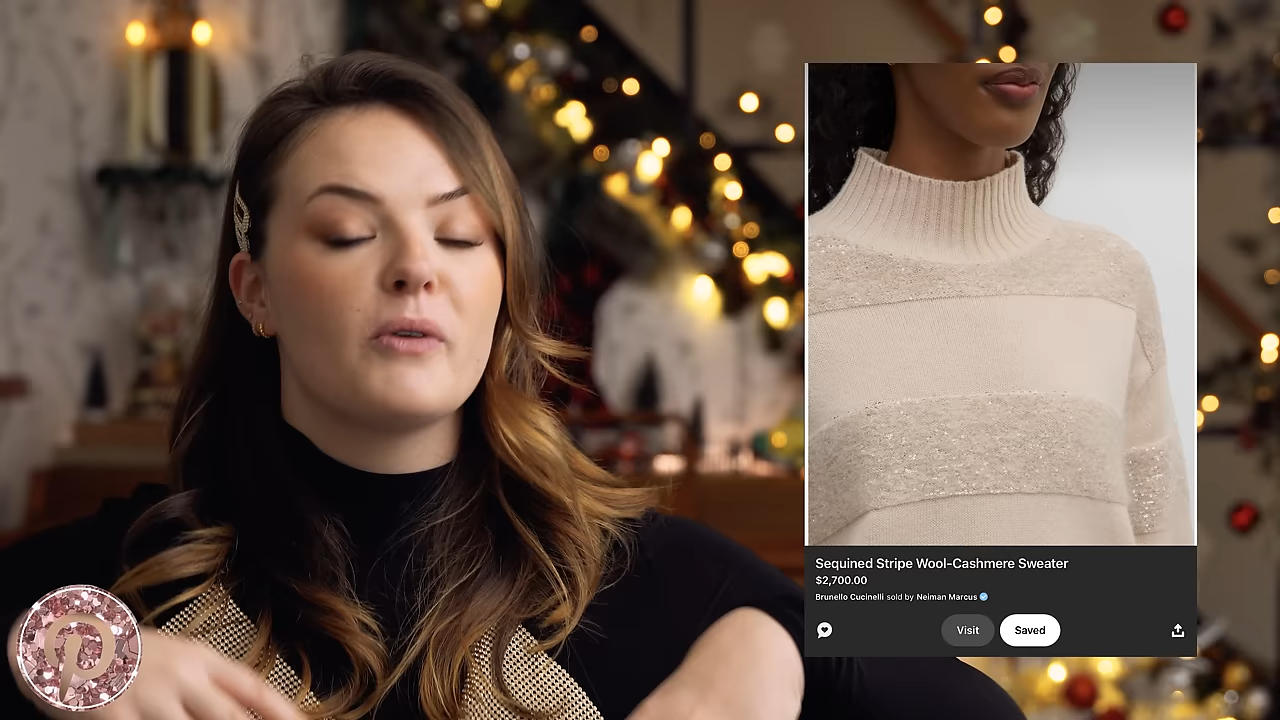 Sequined Stripe Wool-Cashmere Sweater
$2,700.00
Brunello Cucinelli sold by Neiman Marcus
Visit
Saved